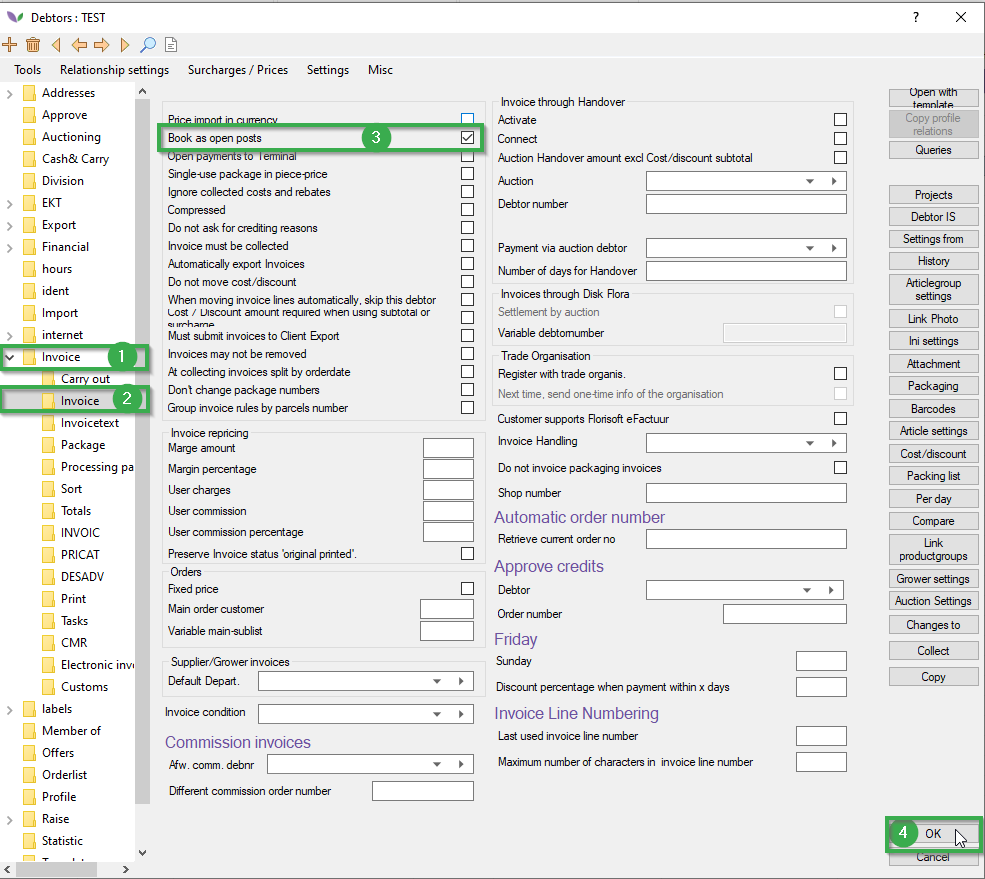 Debtors : TEST
?
Tools Relationship settings Surcharges / Prices Settings Misc
Addresses
Approve
Auctioning
Cash& Carry
Division
EKT
Export
Financial
hours
ident
Import
internet
Invoice 1
Carry out
Invoice 2
Invoicetext
Package
Processing pa
Sort
Totals
INVOIC
PRICAT
DESADV
Print
Tasks
CMR
Electronic inv
Customs
labels
Member of
Offers
Orderlist
Profile
Raise
Statistic
Price import in currency
Book as open posts 3
Open payments to Terminal
Single-use package in piece-price
Ignore collected costs and rebates
Compressed
Do not ask for crediting reasons
Invoice must be collected
Automatically export Invoices
Do not move cost/discount
When moving invoice lines automatically, skip this debtor
Cost / Discount amount required when using subtotal or
surcharge
Must submit invoices to Client Export
Invoices may not be removed
At collecting invoices split by orderdate
Don't change package numbers
Group invoice rules by parcels number
Invoice repricing
Marge amount
Margin percentage
User charges
User commission
User commission percentage
Preserve Invoice status 'original printed'.
Orders
Fixed price
Main order customer
Variable main-sublist
Supplier/Grower invoices
Default Depart.
Invoice condition
Commission invoices
Afw. comm. debnr
Different commission order number
Invoice through Handover
Activate
Connect
Auction Handover amount excl Cost/discount subtotal
Auction
Debtor number
Payment via auction debtor
Number of days for Handover
Invoices through Disk Flora
Settlement by auction
Variable debtornumber
Trade Organisation
Register with trade organis.
Next time, send one-time info of the organisation
Customer supports Florisoft eFactuur
Invoice Handling
Do not invoice packaging invoices
Shop number
Automatic order number
Retrieve current order no
Approve credits
Debtor
Order number
Friday
Sunday
Discount percentage when payment within x days
Invoice Line Numbering
Last used invoice line number
Maximum number of characters in invoice line number
Open with
template
Copy profile
relations
Queries
Projects
Debtor IS
Settings from
History
Articlegroup
settings
Link Photo
Ini settings
Attachment
Packaging
Barcodes
Article settings
Cost/discount
Packing list
Per day
Compare
Link
productgroups
Grower settings
Auction Settings
Changes to
Collect
Copy
4 OK
Cancel